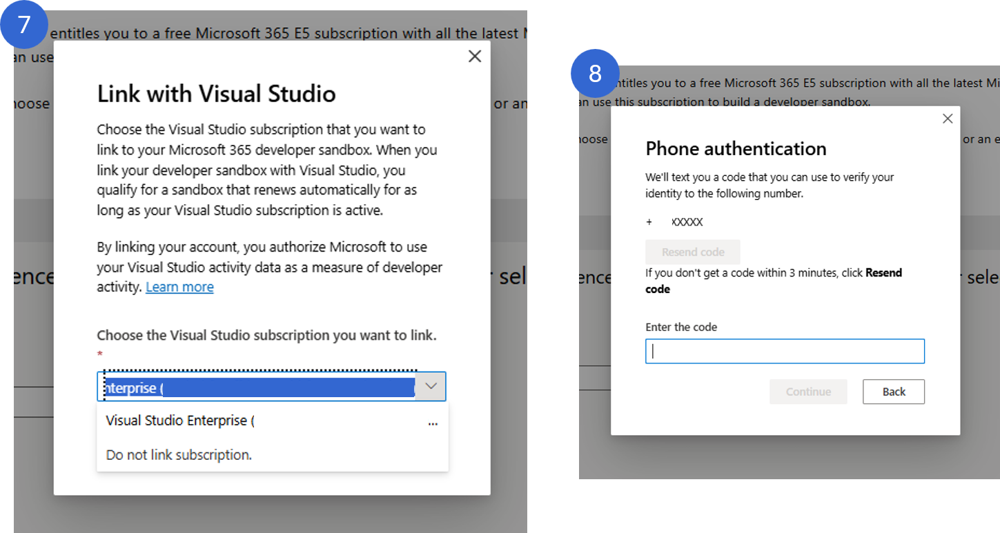 7
entitles you to a free Microsoft 365 E5 subscription with all the latest
an use
hoose
or an
ence
sel
Link with Visual Studio
Choose the Visual Studio subscription that you want to
link to your Microsoft 365 developer sandbox. When you
link your developer sandbox with Visual Studio, you
qualify for a sandbox that renews automatically for as
long as your Visual Studio subscription is active.
By linking your account, you authorize Microsoft to use
your Visual Studio activity data as a measure of developer
activity. Learn more
Choose the Visual Studio subscription you want to link.
*
nterprise (
Visual Studio Enterprise ( ...
Do not link subscription.
8
ntitles you to a free Microsoft 365 E5 subscription with all the latest Mi
an use this subscription to build a developer sandbox.
hoose
or an e
ence
sele
Phone authentication
We'll text you a code that you can use to verify your
identity to the following number.
+ XXXXX
Resend code
If you don't get a code within 3 minutes, click Resend
code
Enter the code
Continue Back